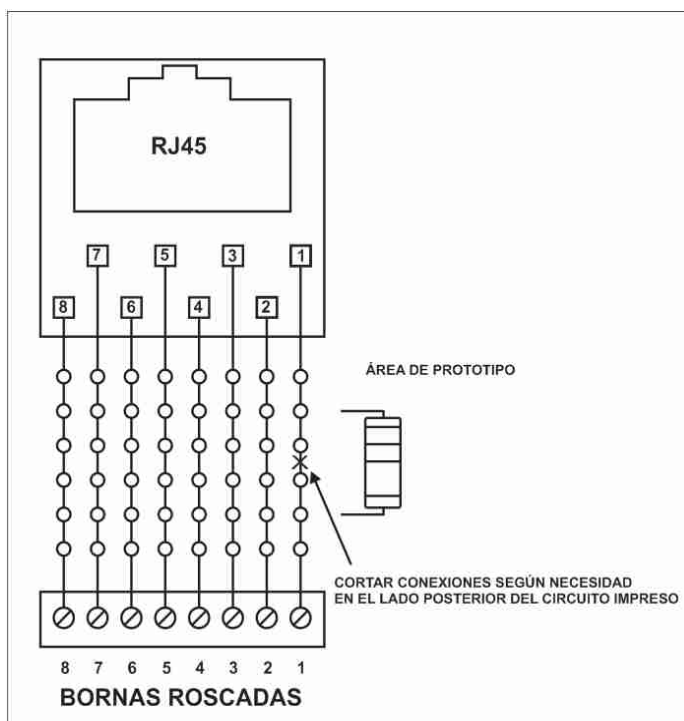 RJ45
7 5 3 1
8 6 4 2
ÁREA DE PROTOTIPO
CORTAR CONEXIONES SEGÚN NECESIDAD
EN EL LADO POSTERIOR DEL CIRCUITO IMPRESO
8 7 6 5 4 3 2 1
BORNAS ROSCADAS